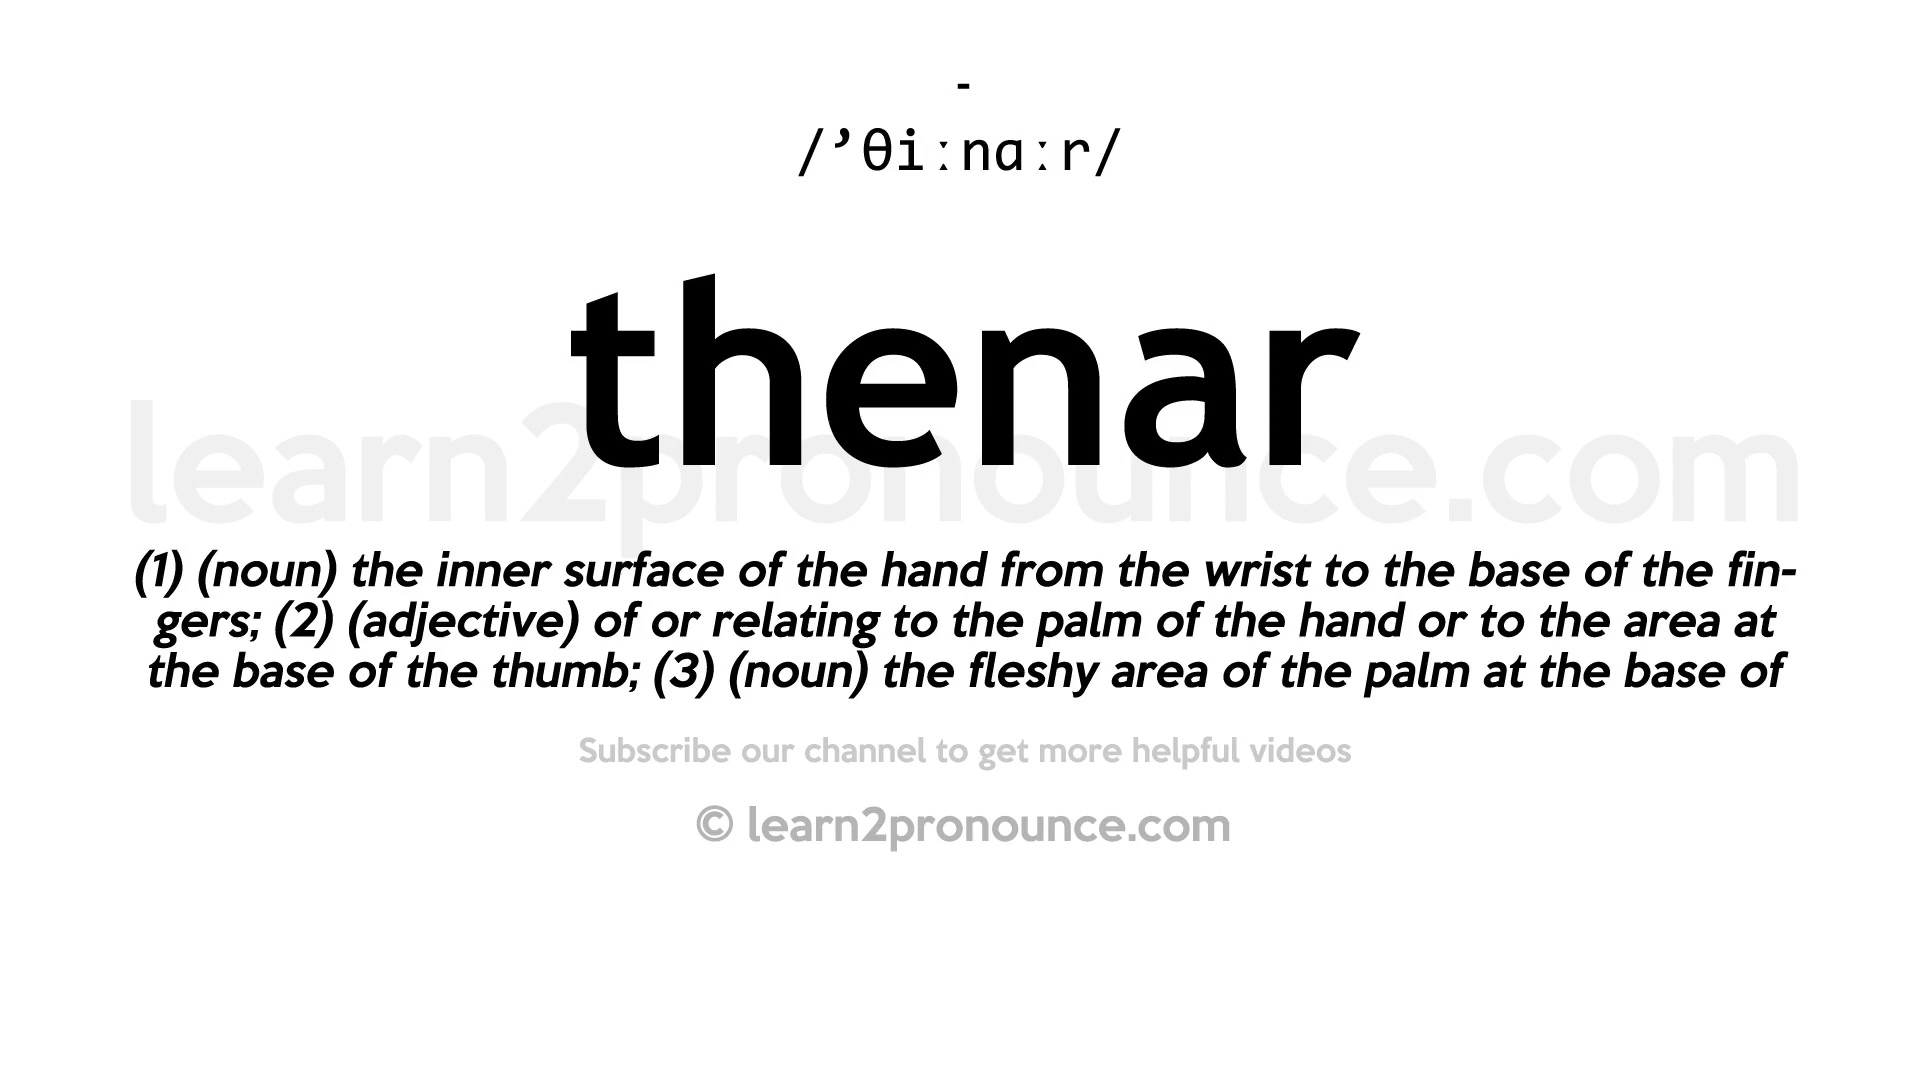 -
/’θiːnɑːr/
thenar
learn2pronounce.com
(1) (noun) the inner surface of the hand from the wrist to the base of the fin-
gers; (2) (adjective) of or relating to the palm of the hand or to the area at
the base of the thumb; (3) (noun) the fleshy area of the palm at the base of
Subscribe our channel to get more helpful videos
© learn2pronounce.com